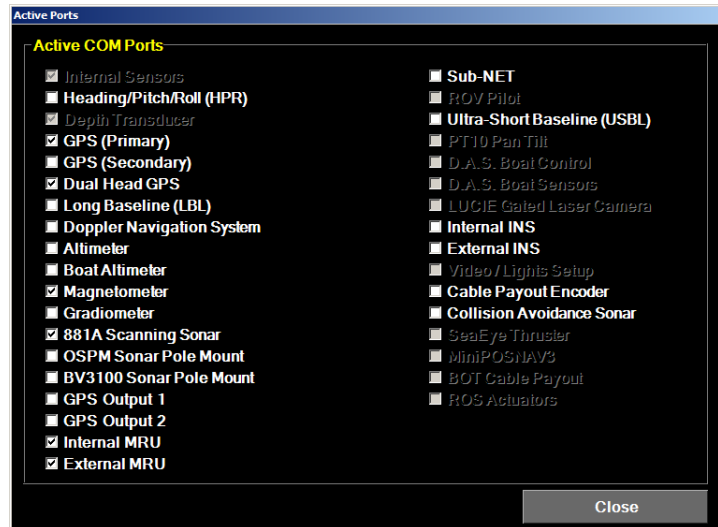 Active Ports
Active COM Ports
Internal Sensors
Heading/Pitch/Roll (HPR)
Depth Transducer
GPS (Primary)
GPS (Secondary)
Dual Head GPS
Long Baseline (LBL)
Doppler Navigation System
Altimeter
Boat Altimeter
Magnetometer
Gradiometer
881A Scanning Sonar
OSPM Sonar Pole Mount
BV3100 Sonar Pole Mount
GPS Output 1
GPS Output 2
Internal MRU
External MRU
Sub-NET
ROV Pilot
Ultra-Short Baseline (USBL)
PT10 Pan Tilt
D.A.S. Boat Control
D.A.S. Boat Sensors
LUCIE Gated Laser Camera
Internal INS
External INS
Video / Lights Setup
Cable Payout Encoder
Collision Avoidance Sonar
SeaEye Thruster
MiniPOSNAV3
BOT Cable Payout
ROS Actuators
Close